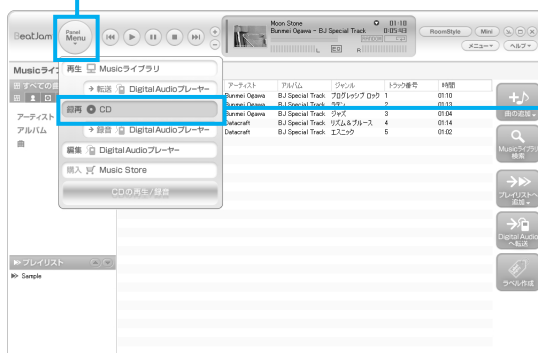 BeatJam
Panel
Menu
Moon Stone
01-10
Bunmei Ogawa - BJ Special Track
0:05:43
L
EQ
R
RoomStyle
Mini
メニュー
ヘルプ
Musicライブ
再生 Musicライブラリ
→ 転送 Digital Audioプレーヤー
録再 CD
→ 録音 Digital Audioプレーヤー
編集 Digital Audioプレーヤー
購入 Music Store
CDの再生/録音
すべての曲
アーティスト
アルバム
曲
アーティスト アルバム ジャンル トラック番号 時間
Bunmei Ogawa BJ Special Track プログレッシブ ロック 1 01:10
Bunmei Ogawa BJ Special Track ラテン 2 01:13
Bunmei Ogawa BJ Special Track ジャズ 3 01:04
Datacraft BJ Special Track リズム＆ブルース 4 01:14
Datacraft BJ Special Track エスニック 5 01:02
曲の追加
Musicライブラリ
検索
プレイリストへ
追加
Digital Audio
へ転送
ラベル作成
プレイリスト
Sample